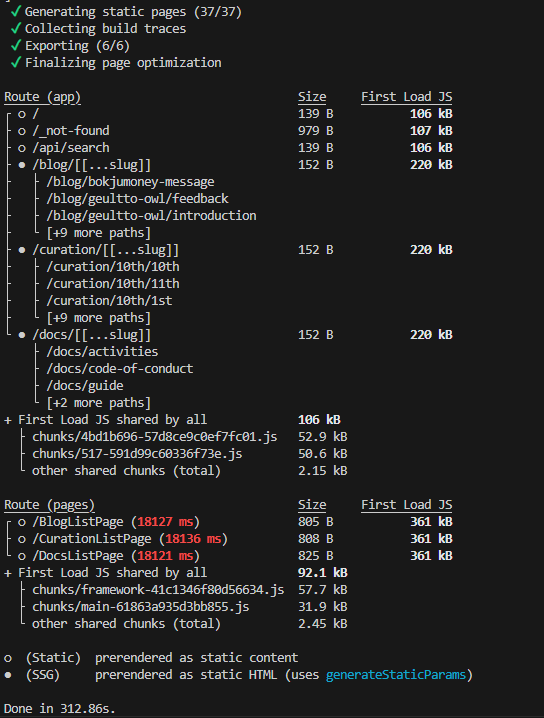 ✓ Generating static pages (37/37)
✓ Collecting build traces
✓ Exporting (6/6)
✓ Finalizing page optimization
Route (app) Size First Load JS
┌ ○ / 139 B 106 kB
├ ○ /_not-found 979 B 107 kB
├ ○ /api/search 139 B 106 kB
├ ● /blog/[[...slug]] 152 B 220 kB
├ ├ /blog/bokjumoney-message
├ ├ /blog/geultto-owl/feedback
├ ├ /blog/geultto-owl/introduction
├ └ [+9 more paths]
├ ● /curation/[[...slug]] 152 B 220 kB
├ ├ /curation/10th/10th
├ ├ /curation/10th/11th
├ ├ /curation/10th/1st
├ └ [+9 more paths]
└ ● /docs/[[...slug]] 152 B 220 kB
├ /docs/activities
├ /docs/code-of-conduct
├ /docs/guide
└ [+2 more paths]
+ First Load JS shared by all 106 kB
├ chunks/4bd1b696-57d8ce9c0ef7fc01.js 52.9 kB
├ chunks/517-591d99c60336f73e.js 50.6 kB
└ other shared chunks (total) 2.15 kB
Route (pages) Size First Load JS
┌ ○ /BlogListPage (18127 ms) 805 B 361 kB
├ ○ /CurationListPage (18136 ms) 808 B 361 kB
└ ○ /DocsListPage (18121 ms) 825 B 361 kB
+ First Load JS shared by all 92.1 kB
├ chunks/framework-41c1346f80d56634.js 57.7 kB
├ chunks/main-61863a935d3bb855.js 31.9 kB
└ other shared chunks (total) 2.45 kB
○ (Static) prerendered as static content
● (SSG) prerendered as static HTML (uses generateStaticParams)
Done in 312.86s.